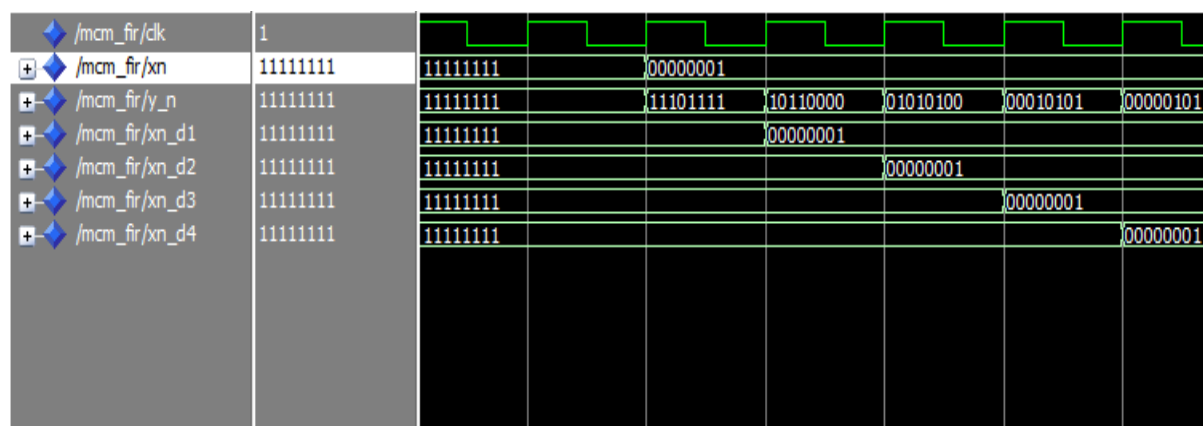 /mcm_fir/clk 1
/mcm_fir/xn 11111111 11111111 00000001
/mcm_fir/y_n 11111111 11111111 11101111 10110000 01010100 00010101 00000101
/mcm_fir/xn_d1 11111111 11111111 00000001
/mcm_fir/xn_d2 11111111 11111111 00000001
/mcm_fir/xn_d3 11111111 11111111 00000001
/mcm_fir/xn_d4 11111111 11111111 00000001